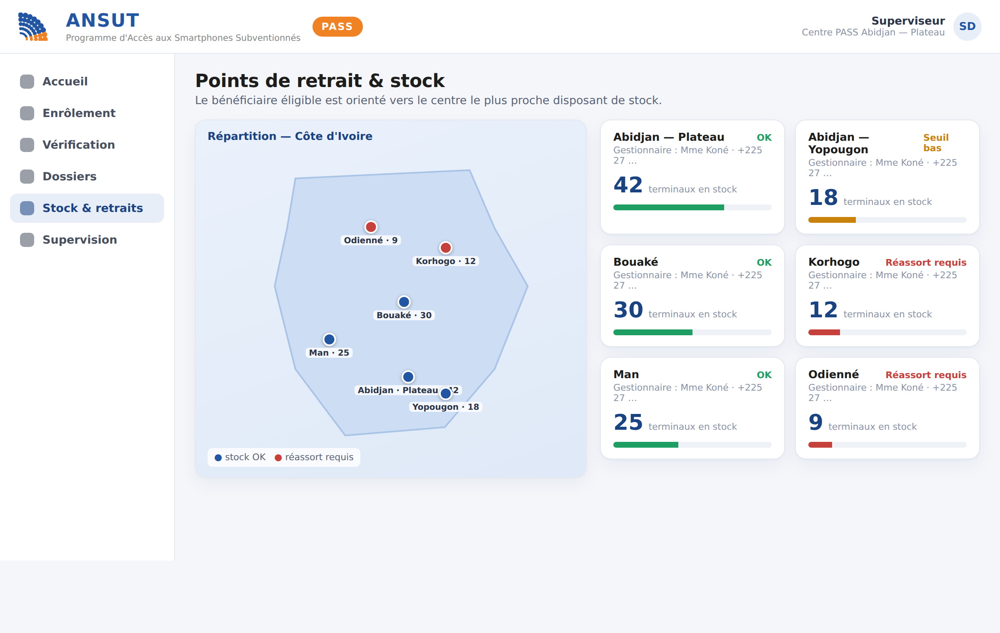 ANSUT
Programme d'Accès aux Smartphones Subventionnés
PASS
Superviseur
Centre PASS Abidjan — Plateau
SD
Accueil
Enrôlement
Vérification
Dossiers
Stock & retraits
Supervision
Points de retrait & stock
Le bénéficiaire éligible est orienté vers le centre le plus proche disposant de stock.
Répartition — Côte d'Ivoire
Odienné · 9
Korhogo · 12
Bouaké · 30
Man · 25
Abidjan · Plateau 42
Yopougon · 18
stock OK
réassort requis
Abidjan — Plateau
OK
Gestionnaire : Mme Koné · +225
27 ...
42 terminaux en stock
Abidjan —
Yopougon
Seuil
bas
Gestionnaire : Mme Koné · +225
27 ...
18 terminaux en stock
Bouaké
OK
Gestionnaire : Mme Koné · +225
27 ...
30 terminaux en stock
Korhogo
Réassort requis
Gestionnaire : Mme Koné · +225
27 ...
12 terminaux en stock
Man
OK
Gestionnaire : Mme Koné · +225
27 ...
25 terminaux en stock
Odienné
Réassort requis
Gestionnaire : Mme Koné · +225
27 ...
9 terminaux en stock